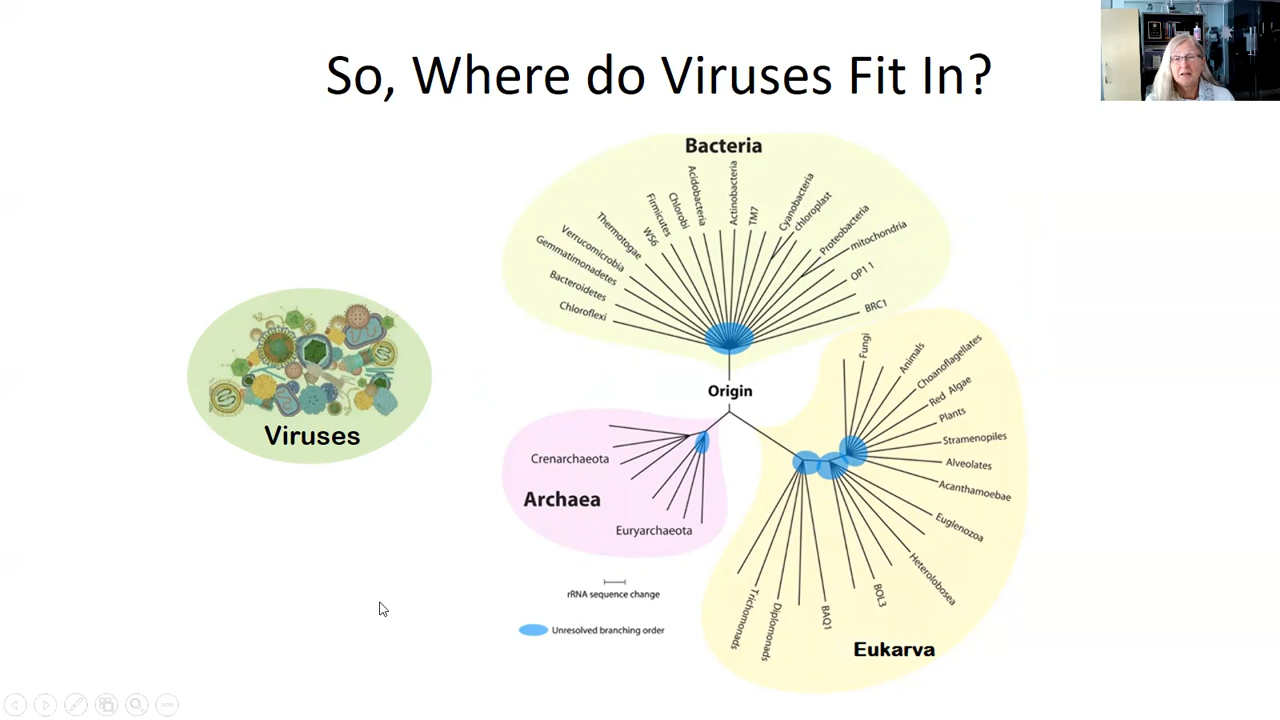 So, Where do Viruses Fit In?
Bacteria
Chloroflexi
Bacteroidetes
Gemmatimonadetes
Verrucomicrobia
Thermotogae
WS6
Firmicutes
Chlorobi
Acidobacteria
Actinobacteria
TM7
Cyanobacteria
chloroplast
Proteobacteria
mitochondria
OP11
BRC1
Viruses
Origin
Fungi
Animals
Choanoflagellates
Red Algae
Plants
Stramenopiles
Alveolates
Acanthamoebae
Euglenozoa
Heterolobosea
BOL3
BAQ1
Diplomonads
Trichomonads
Eukarva
Crenarchaeota
Archaea
Euryarchaeota
rRNA sequence change
Unresolved branching order